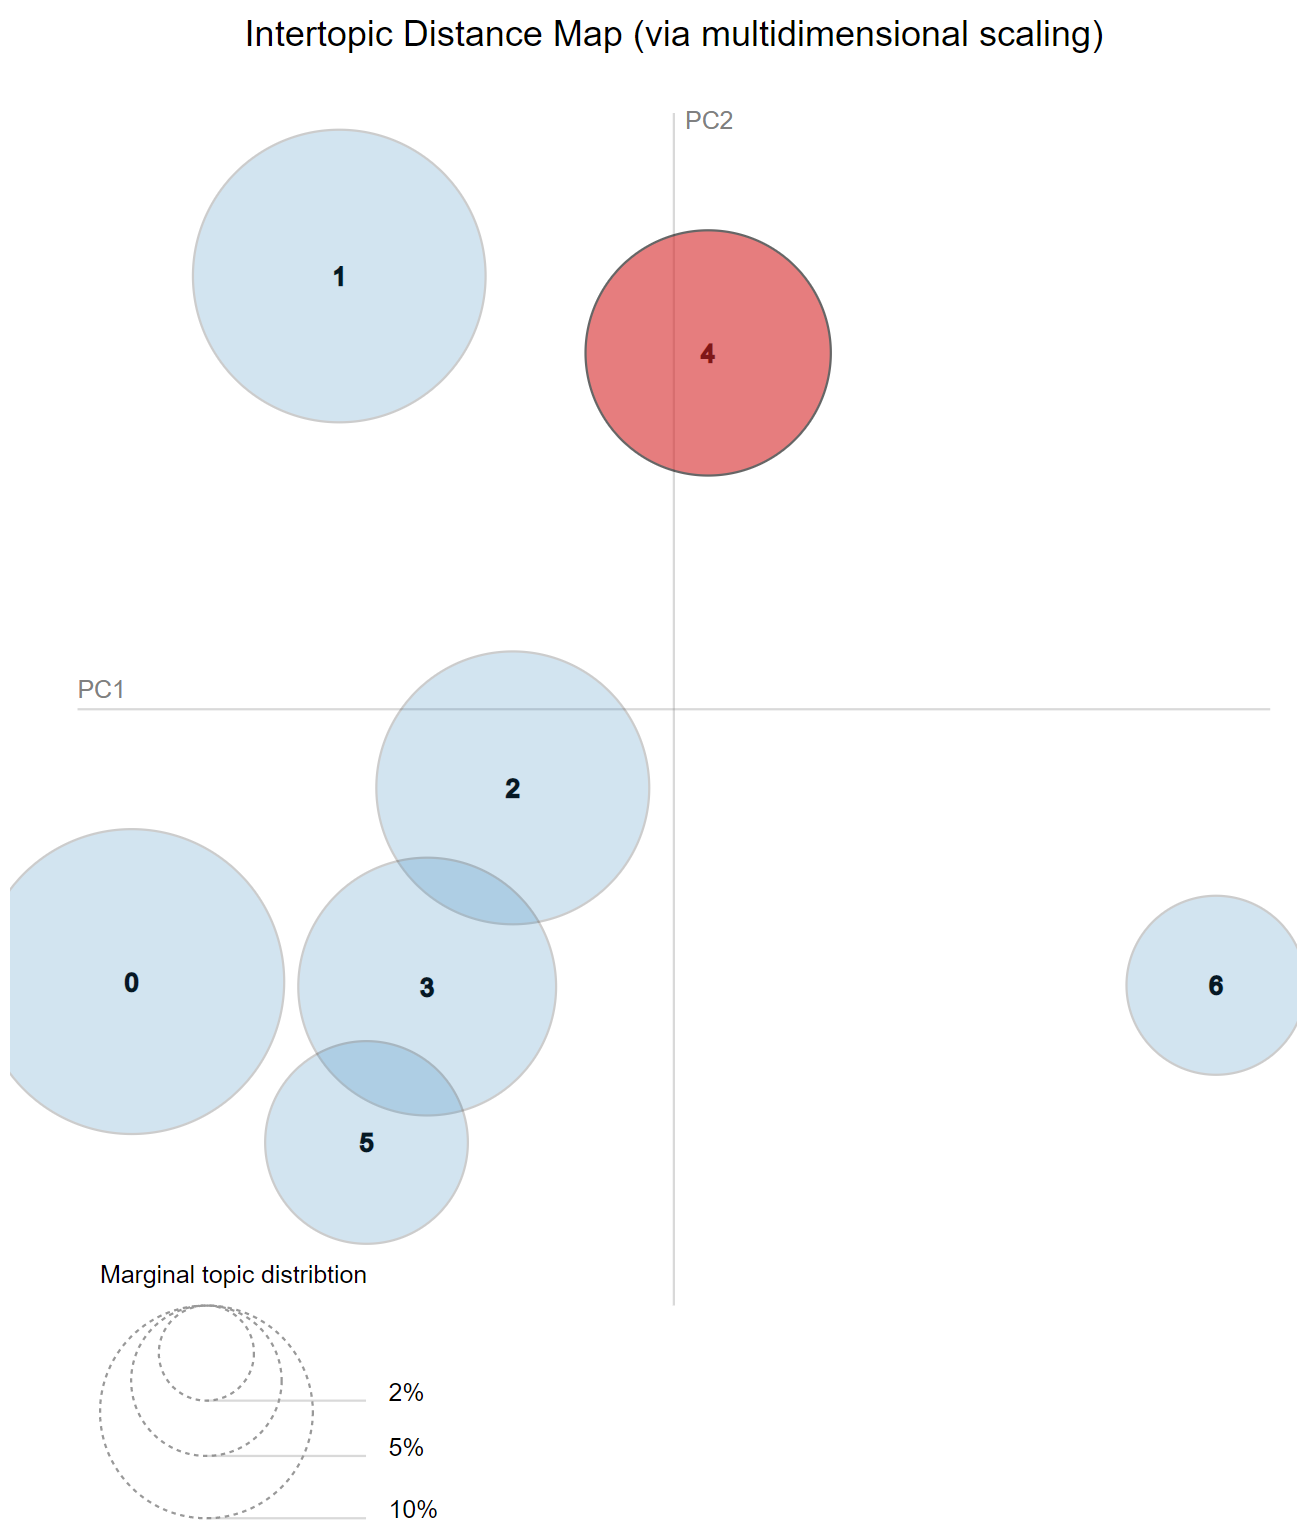 Intertopic Distance Map (via multidimensional scaling)
PC2
1
4
PC1
2
0
3
6
5
Marginal topic distribtion
2%
5%
10%